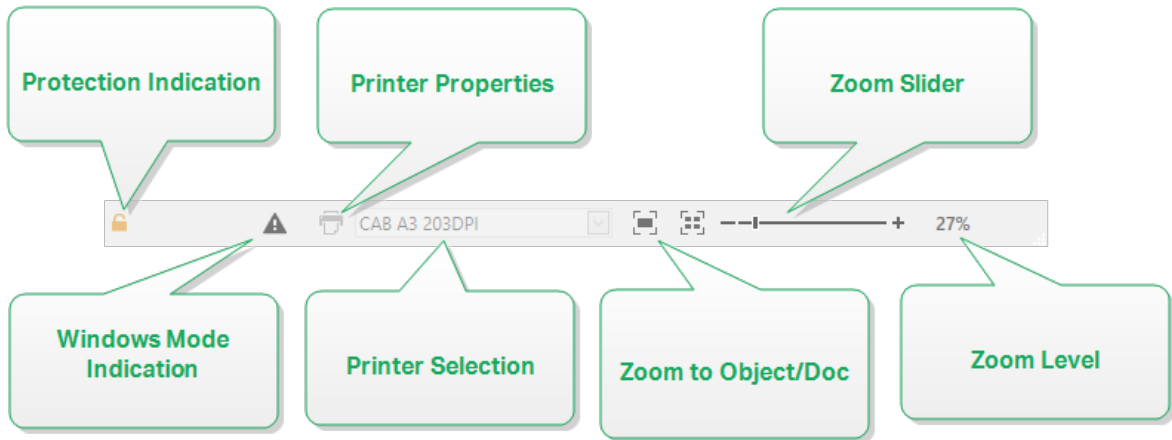 Protection Indication
Printer Properties
Zoom Slider
CAB A3 203DPI
27%
Windows Mode
Indication
Printer Selection
Zoom to Object/Doc
Zoom Level